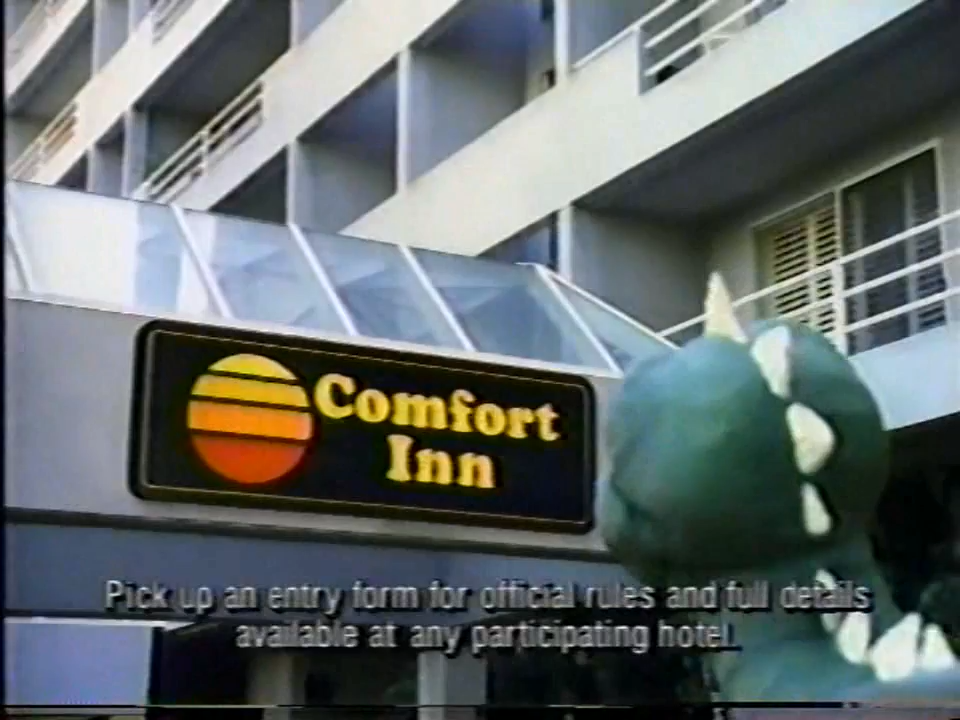 Comfort
Inn
Pick up an entry form for official rules and full details
available at any participating hotel.